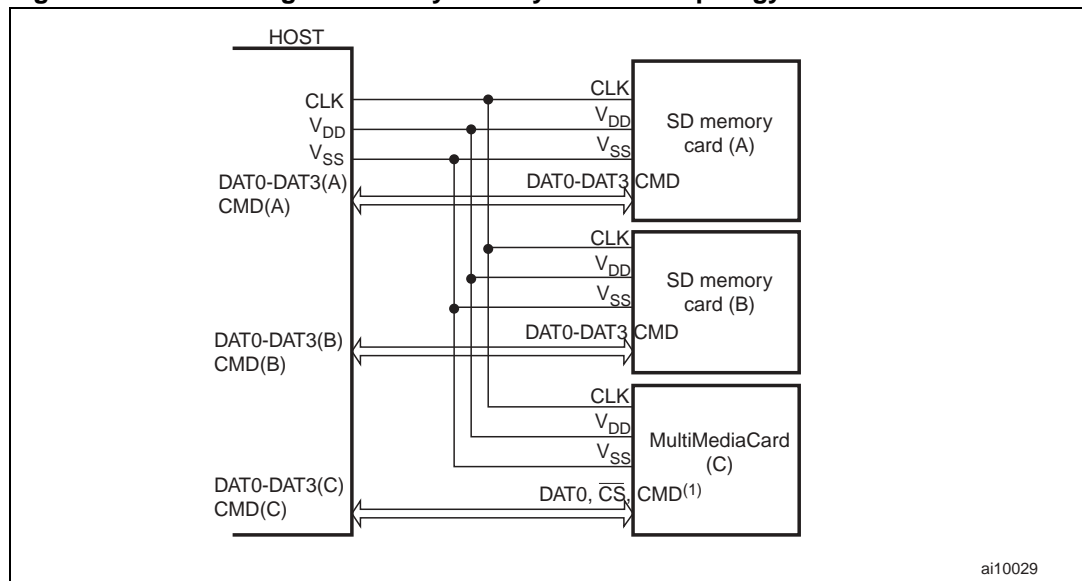 HOST
CLK
VDD
VSS
DAT0-DAT3(A)
CMD(A)
DAT0-DAT3(B)
CMD(B)
DAT0-DAT3(C)
CMD(C)
CLK
VDD
VSS
DAT0-DAT3 CMD
SD memory
card (A)
CLK
VDD
VSS
DAT0-DAT3 CMD
SD memory
card (B)
CLK
VDD
VSS
DAT0, CS, CMD(1)
MultiMediaCard
(C)
ai10029